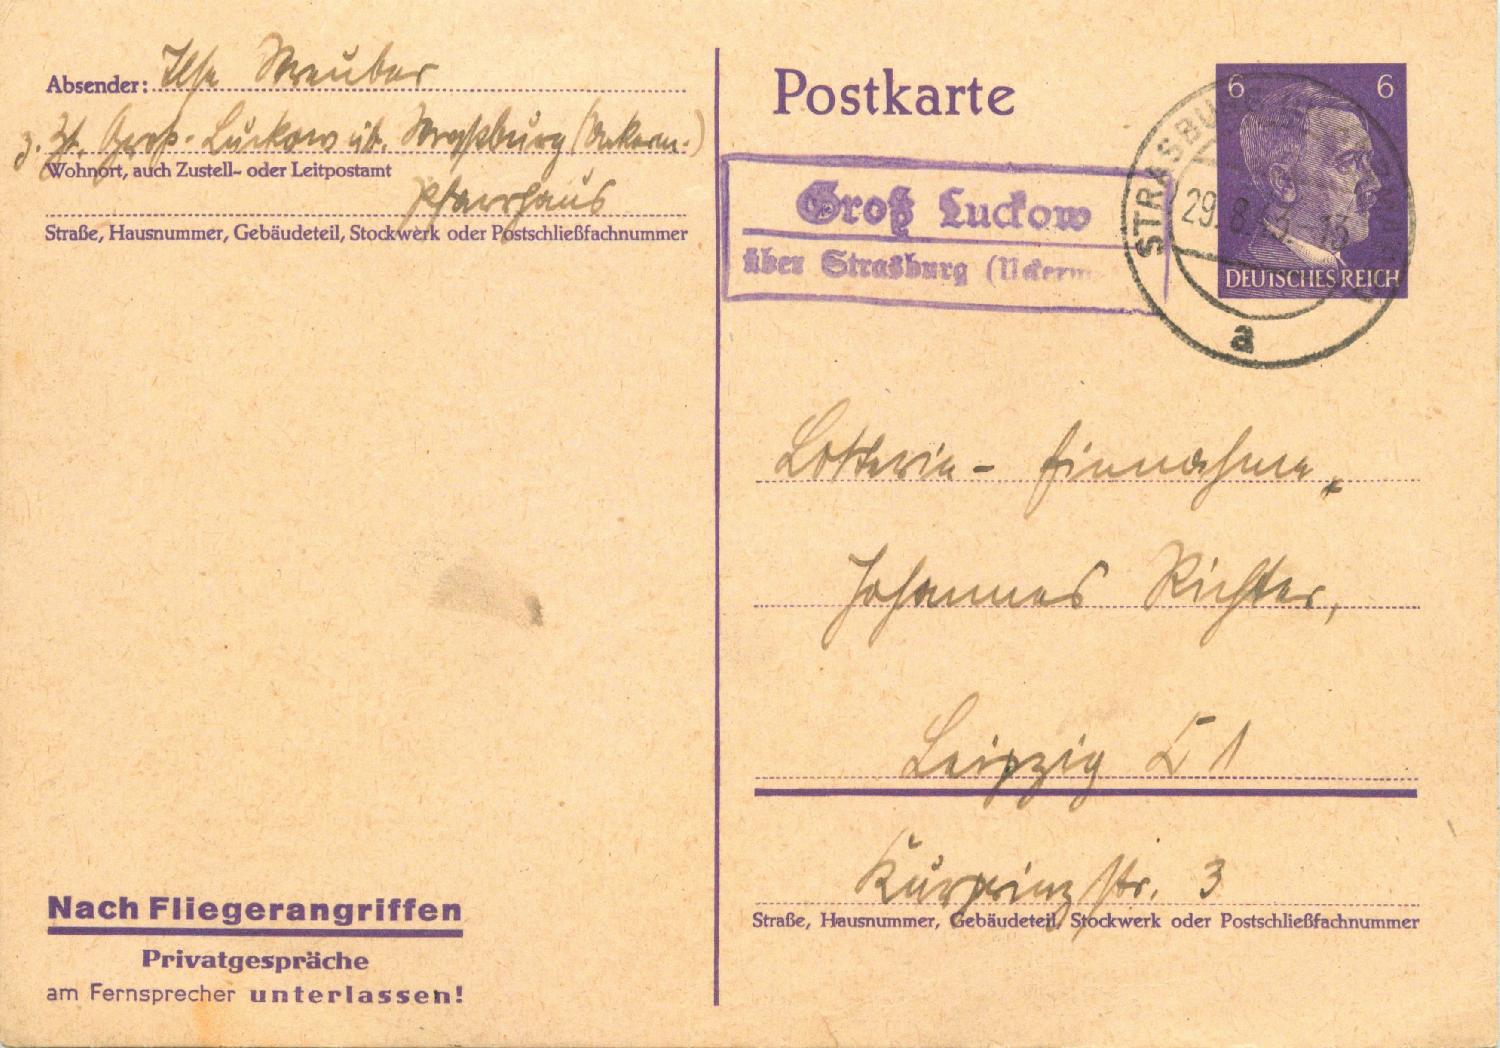 Absender: Ilse
z. Zt. Groß-Luckow üb. Straßburg (Uckerm.)
Wohnort, auch Zustell- oder Leitpostamt
Pfarrhaus
Straße, Hausnummer, Gebäudeteil, Stockwerk oder Postschließfachnummer
Nach Fliegerangriffen
Privatgespräche
am Fernsprecher unterlassen!
Postkarte
6 6
DEUTSCHES REICH
STRASBURG
29.8.43.-13
a
Groß Luckow
über Strasburg (Uckerm
Lotterie-Einnahme
Johannes Richter,
Leipzig C 1
Kurprinzstr. 3
Straße, Hausnummer, Gebäudeteil, Stockwerk oder Postschließfachnummer